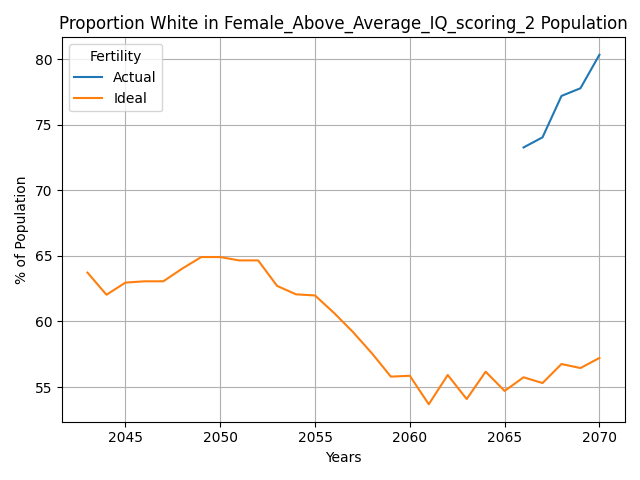 Proportion White in Female_Above_Average_IQ_scoring_2 Population
Fertility
Actual
Ideal
% of Population
80
75
70
65
60
55
2045
2050
2055
2060
2065
2070
Years